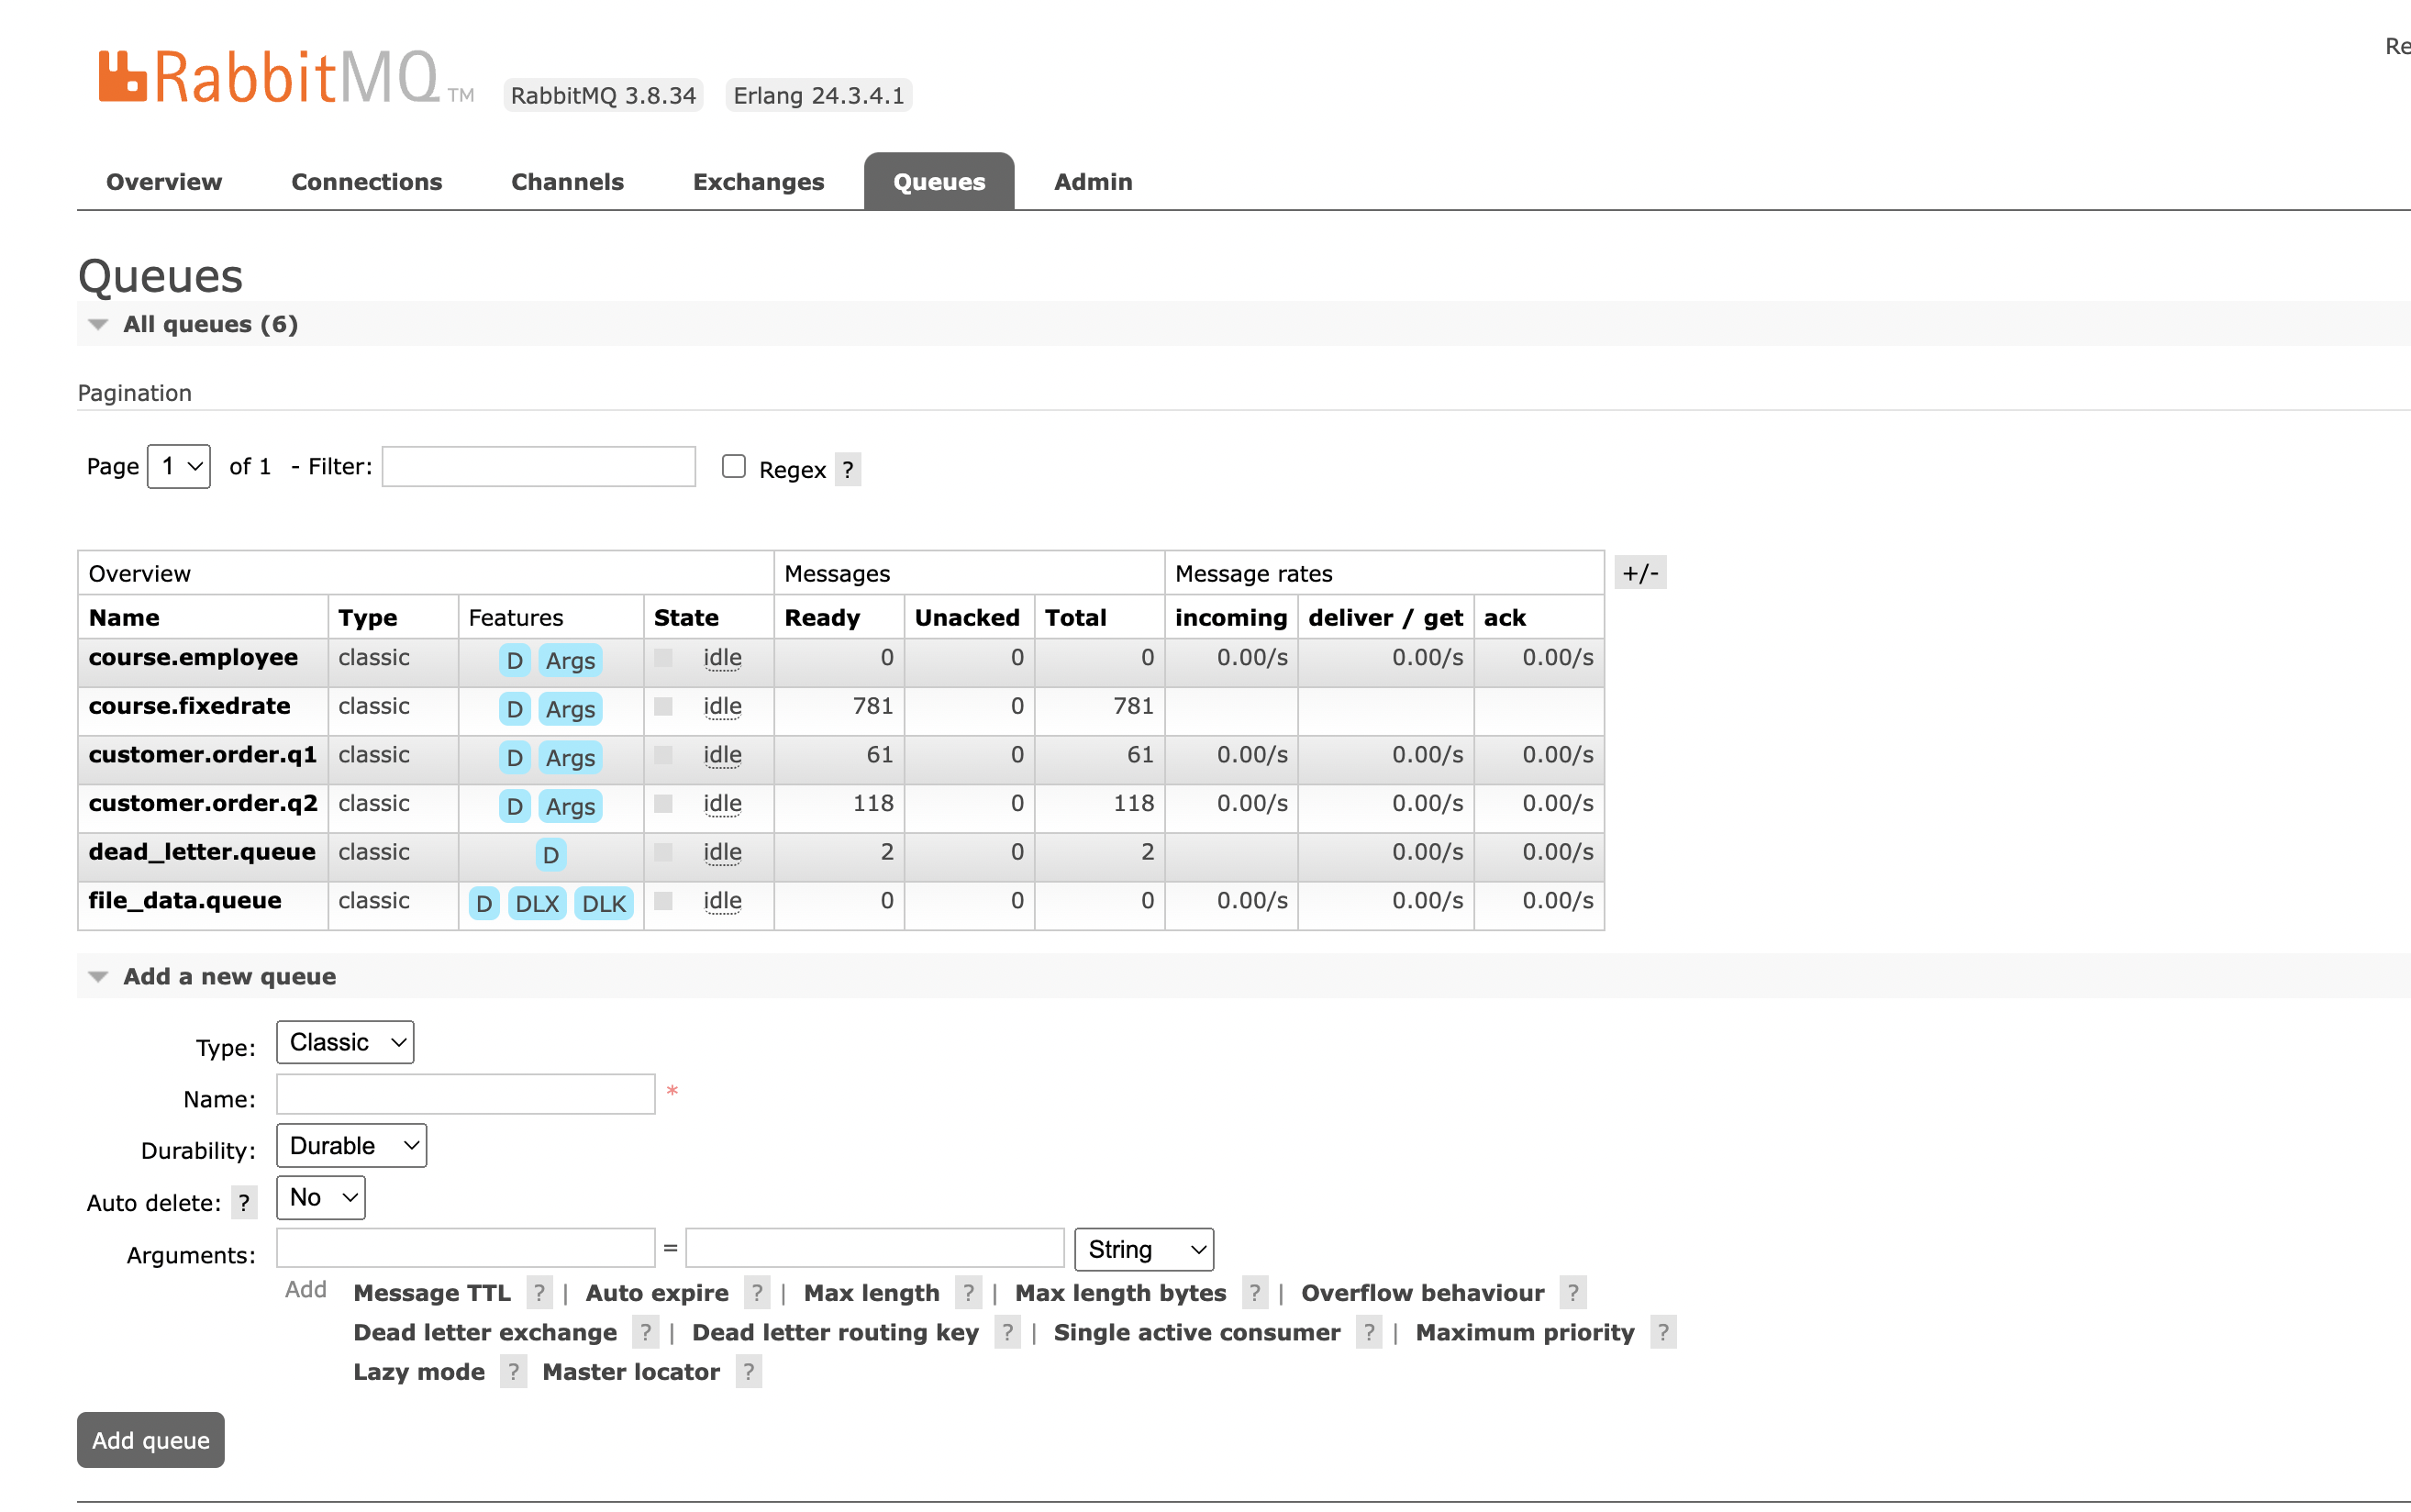 RabbitMQ TM RabbitMQ 3.8.34 Erlang 24.3.4.1
Re
Overview Connections Channels Exchanges Queues Admin
Queues
All queues (6)
Pagination
Page 1 of 1 - Filter: Regex ?
Overview Messages Message rates +/-
Name Type Features State Ready Unacked Total incoming deliver / get ack
course.employee classic D Args idle 0 0 0 0.00/s 0.00/s 0.00/s
course.fixedrate classic D Args idle 781 0 781
customer.order.q1 classic D Args idle 61 0 61 0.00/s 0.00/s 0.00/s
customer.order.q2 classic D Args idle 118 0 118 0.00/s 0.00/s 0.00/s
dead_letter.queue classic D idle 2 0 2 0.00/s 0.00/s
file_data.queue classic D DLX DLK idle 0 0 0 0.00/s 0.00/s 0.00/s
Add a new queue
Type: Classic
Name: *
Durability: Durable
Auto delete: ? No
Arguments: = String
Add Message TTL ? | Auto expire ? | Max length ? | Max length bytes ? | Overflow behaviour ?
Dead letter exchange ? | Dead letter routing key ? | Single active consumer ? | Maximum priority ?
Lazy mode ? Master locator ?
Add queue